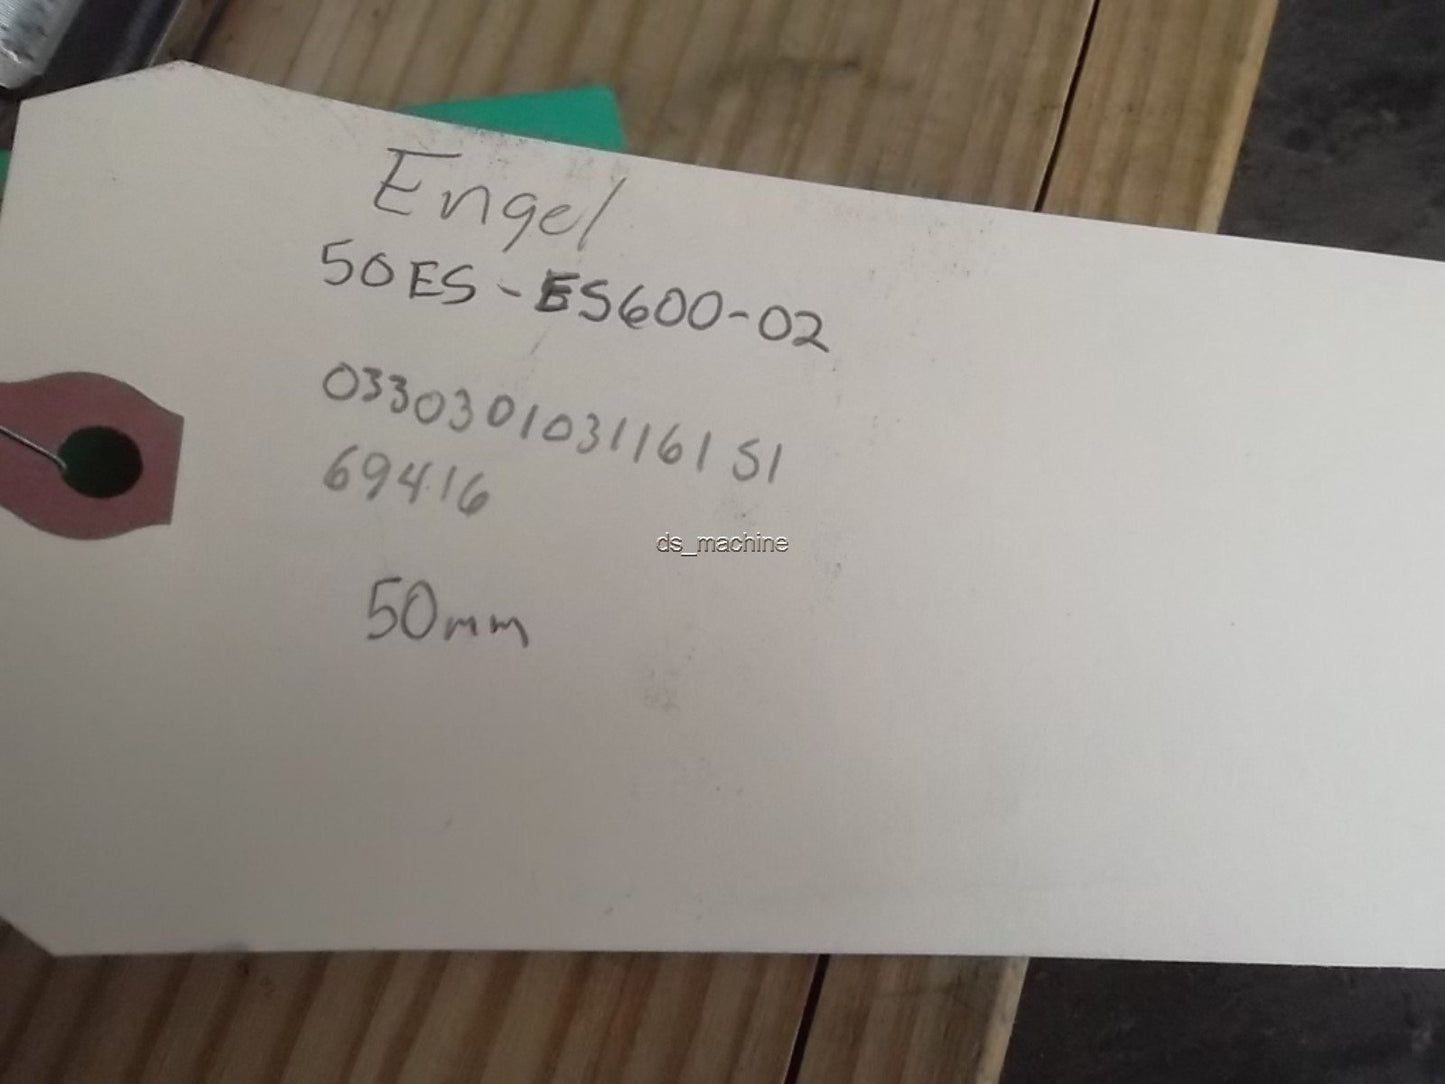 Engel
50ES-ES600-02
0330301031161 S1
69416
ds_machine
50mm